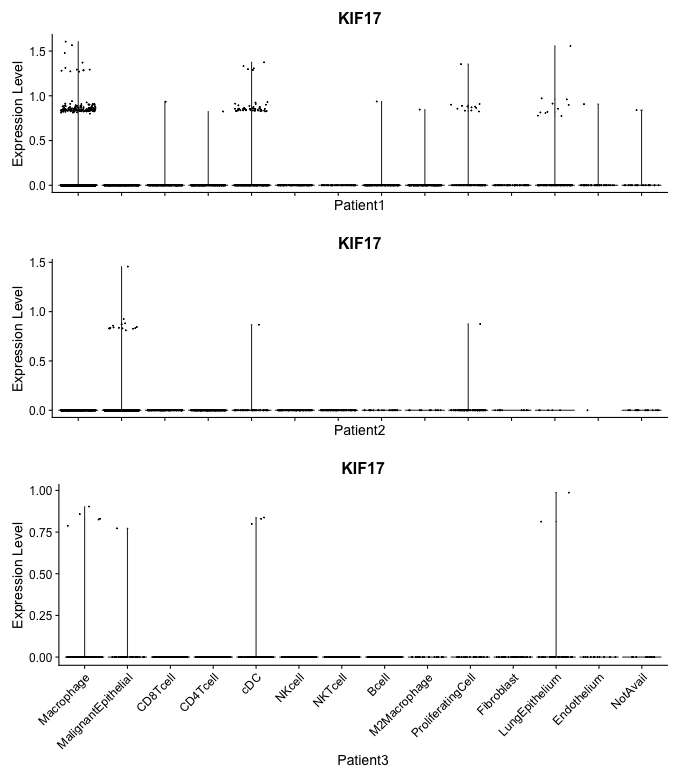 KIF17
Expression Level
1.5
1.0
0.5
0.0
Patient1
KIF17
Expression Level
1.5
1.0
0.5
0.0
Patient2
KIF17
Expression Level
1.00
0.75
0.50
0.25
0.00
Macrophage
MalignantEpithelial
CD8Tcell
CD4Tcell
cDC
NKcell
NKTcell
Bcell
M2Macrophage
ProliferatingCell
Fibroblast
LungEpithelium
Endothelium
NotAvail
Patient3